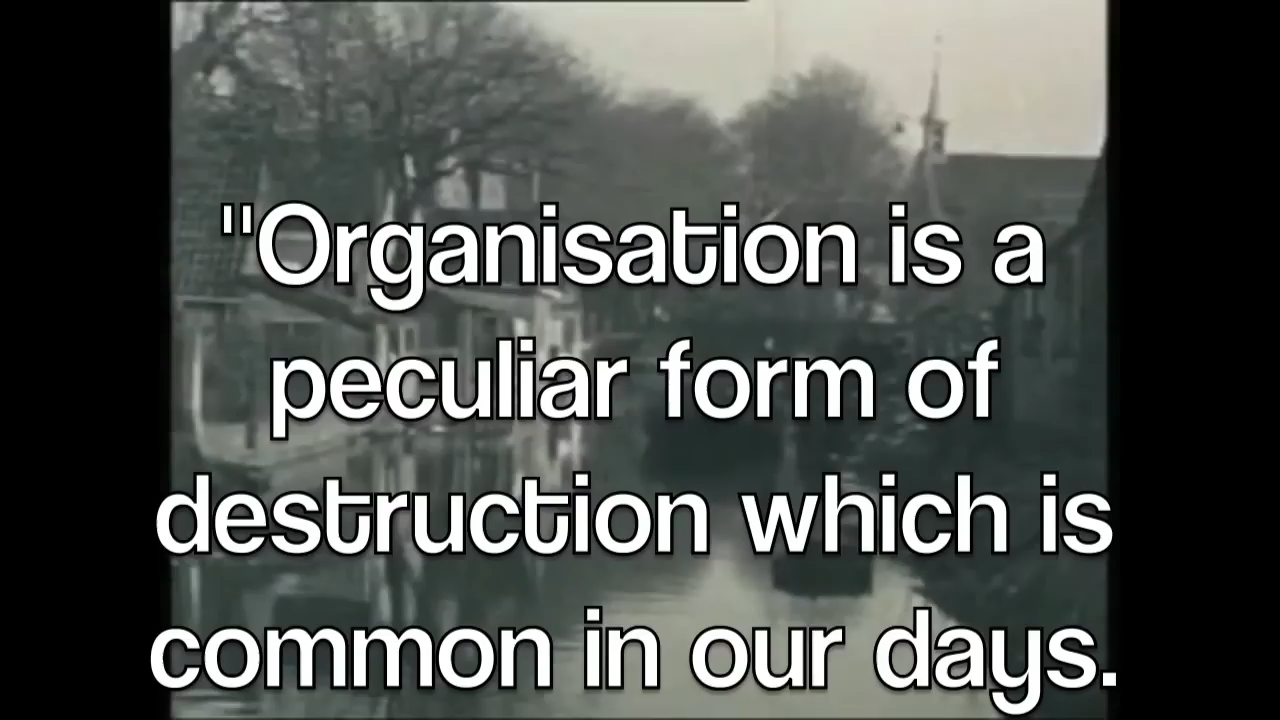 "Organisation is a
peculiar form of
destruction which is
common in our days.